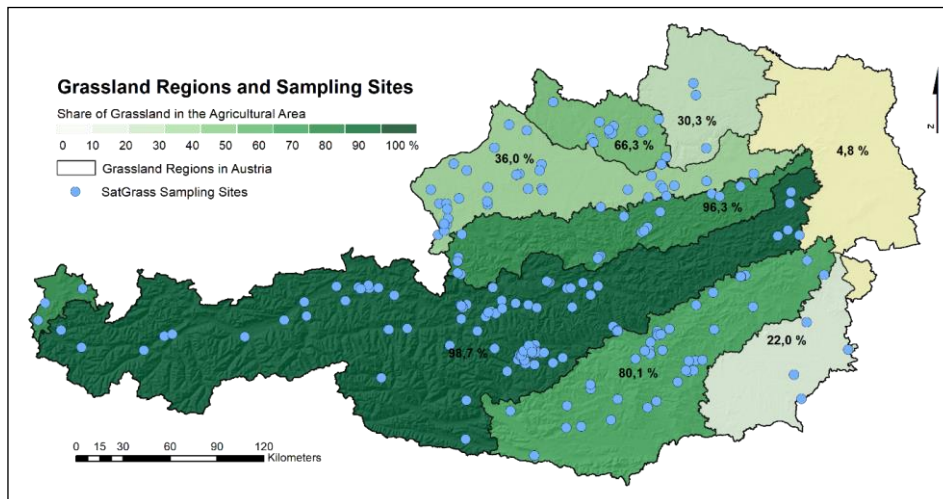 Grassland Regions and Sampling Sites
Share of Grassland in the Agricultural Area
0 10 20 30 40 50 60 70 80 90 100%
Grassland Regions in Austria
SatGrass Sampling Sites
30,3 %
66,3 %
4,8 %
36,0 %
96,3 %
98,7 %
80,1 %
22,0 %
N
0 15 30 60 90 120
Kilometers